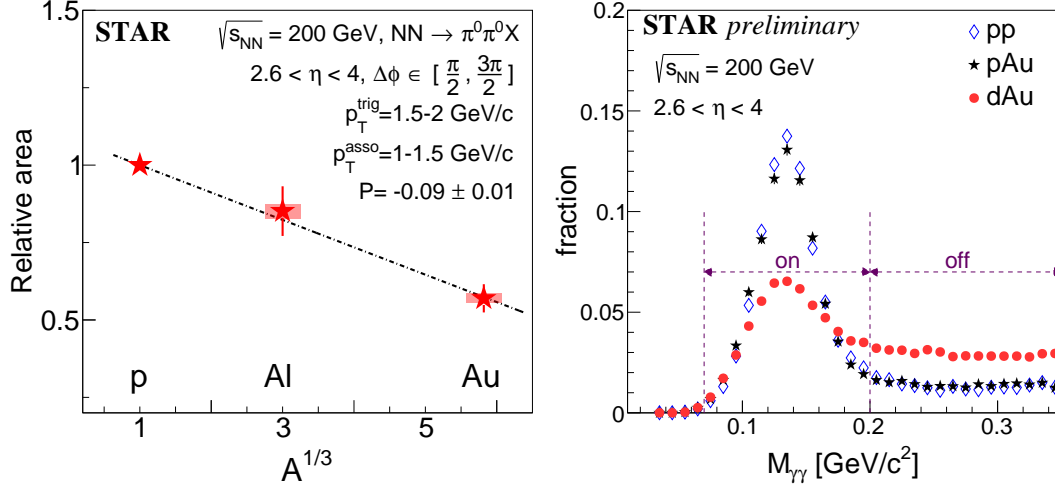 STAR
√s_NN = 200 GeV, NN → π⁰π⁰X
2.6 < η < 4, Δϕ ∈ [π/2, 3π/2]
p_T^trig=1.5-2 GeV/c
p_T^asso=1-1.5 GeV/c
P= -0.09 ± 0.01
1.5
1
0.5
Relative area
p Al Au
1 3 5
A^1/3
STAR preliminary
√s_NN = 200 GeV
2.6 < η < 4
pp
pAu
dAu
on off
0.2
0.15
0.1
0.05
0
fraction
0.1 0.2 0.3
M_γγ [GeV/c²]